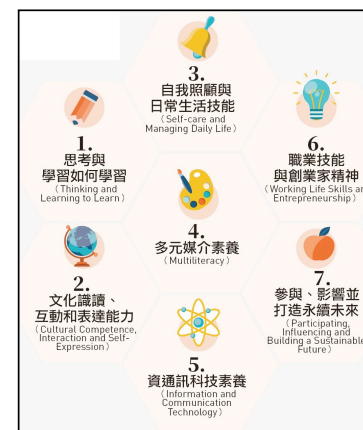 1.
思考與
學習如何學習
（Thinking and
Learning to Learn）
2.
文化識讀、
互動和表達能力
（Cultural Competence,
Interaction and Self-
Expression）
3.
自我照顧與
日常生活技能
（Self-care and
Managing Daily Life）
4.
多元媒介素養
（Multiliteracy）
5.
資通訊科技素養
（Information and
Communication
Technology）
6.
職業技能
與創業家精神
（Working Life Skills an
Entrepreneurship）
7.
參與、影響並
打造永續未來
（Participating,
Influencing and
Building a Sustainable
Future）